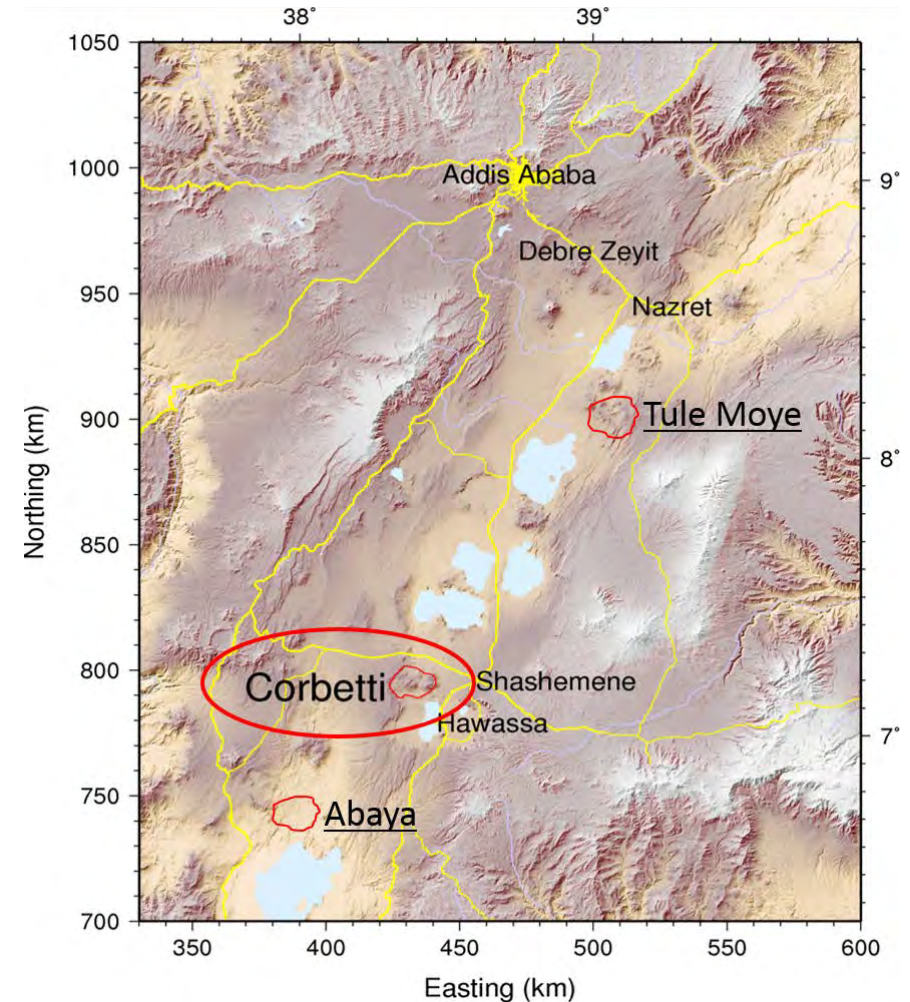 38˚ 39˚
1050
1000
Addis Ababa
9˚
Debre Zeyit
950
Nazret
900
Tule Moye
8˚
Northing (km)
850
800
Corbetti
Shashemene
Hawassa
7˚
750
Abaya
700
350 400 450 500 550 600
Easting (km)